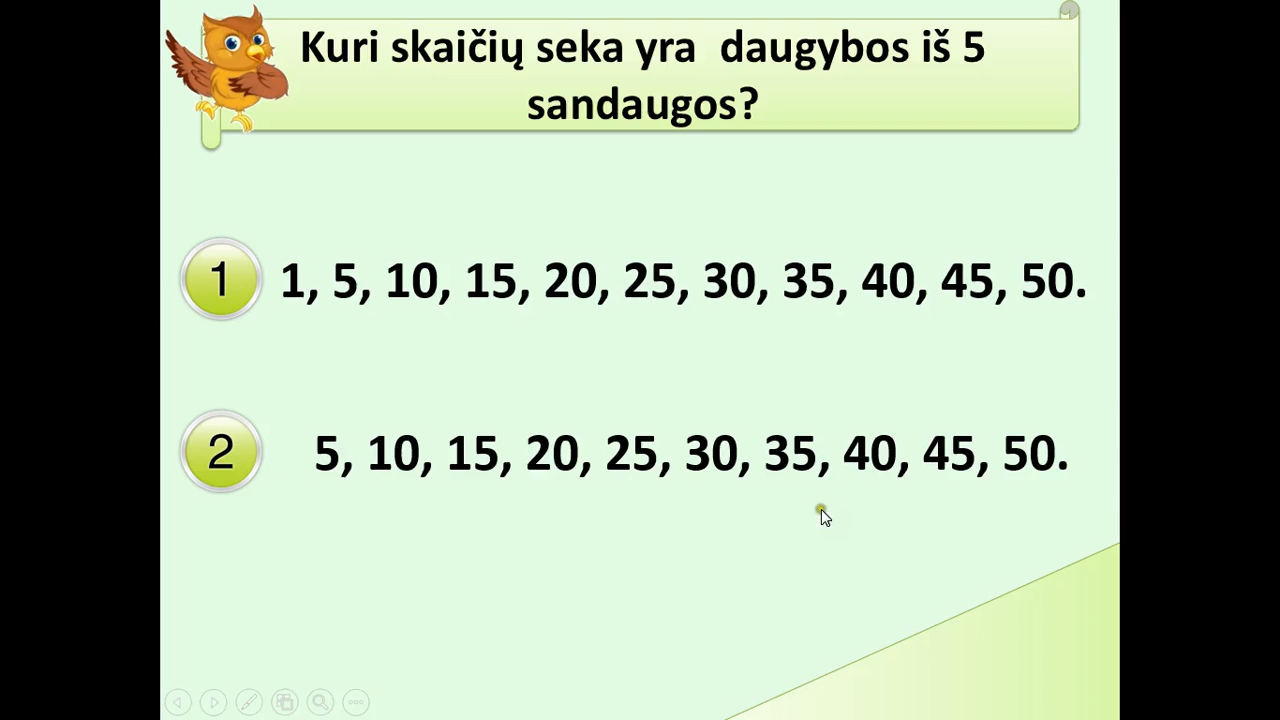 Kuri skaičių seka yra daugybos iš 5
sandaugos?
1 1, 5, 10, 15, 20, 25, 30, 35, 40, 45, 50.
2 5, 10, 15, 20, 25, 30, 35, 40, 45, 50.